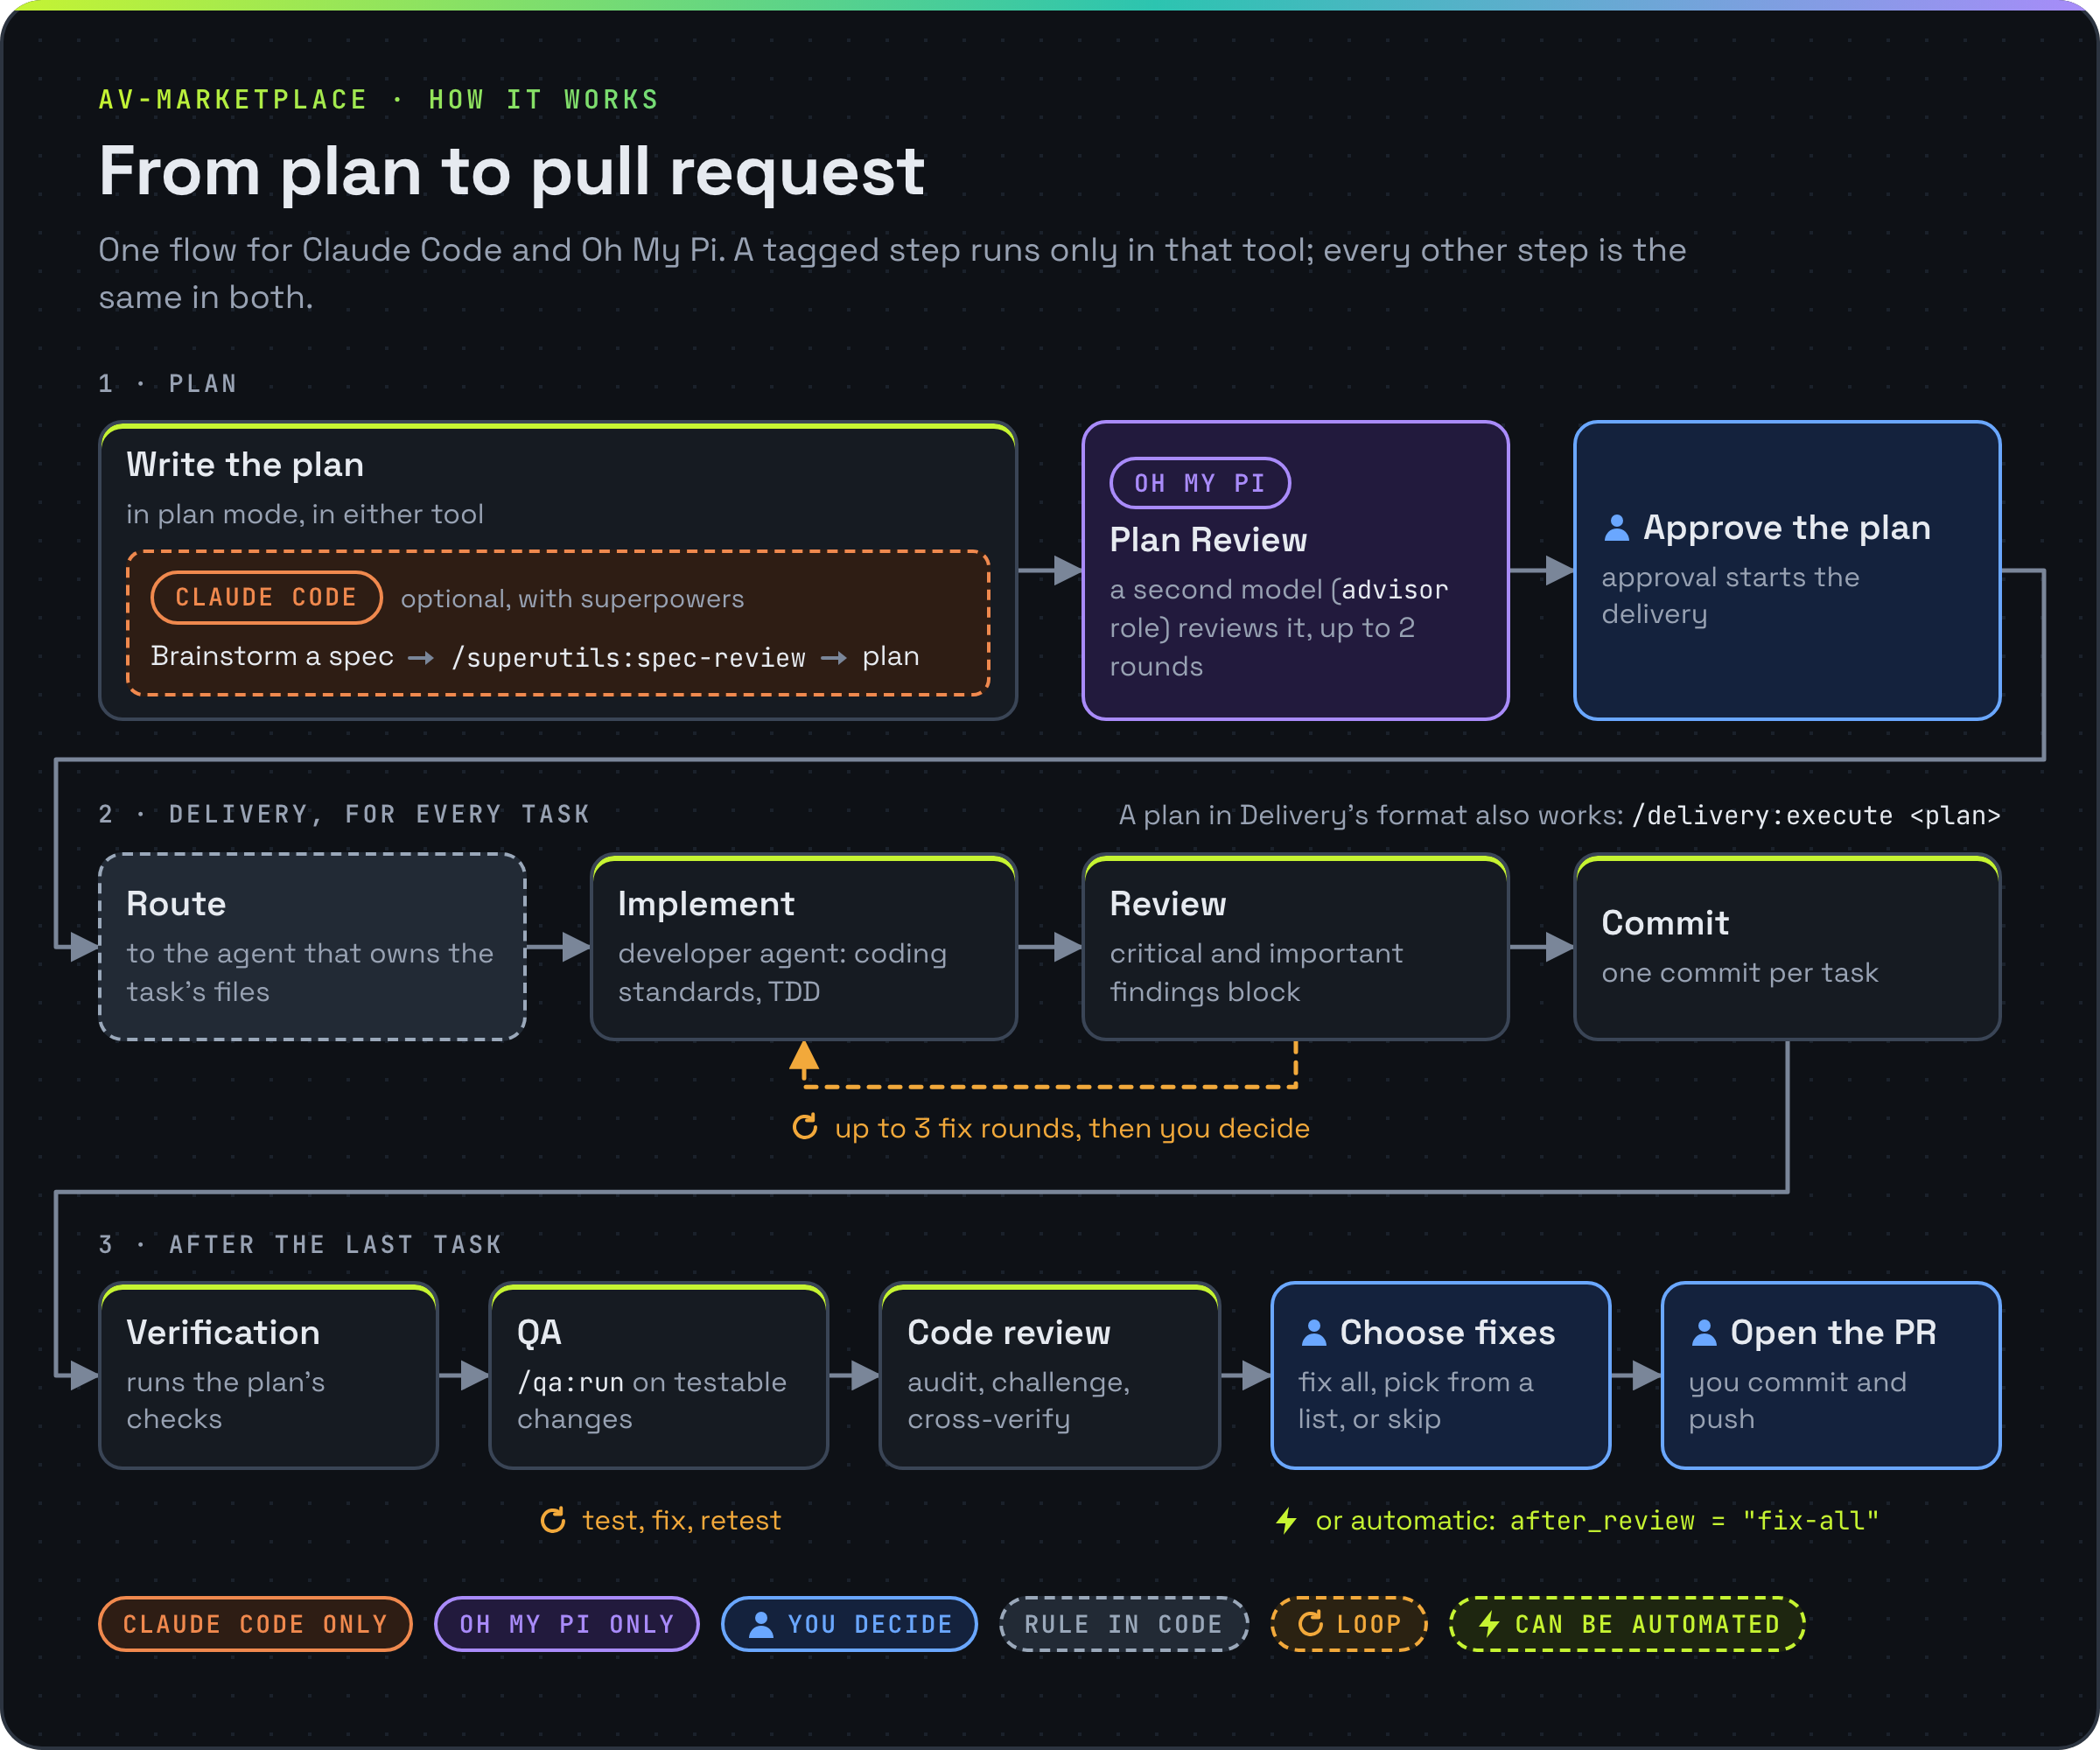 AV-MARKETPLACE · HOW IT WORKS
From plan to pull request
One flow for Claude Code and Oh My Pi. A tagged step runs only in that tool; every other step is the
same in both.
1 · PLAN
Write the plan
in plan mode, in either tool
CLAUDE CODE optional, with superpowers
Brainstorm a spec → /superutils:spec-review → plan
OH MY PI
Plan Review
a second model (advisor
role) reviews it, up to 2
rounds
Approve the plan
approval starts the
delivery
2 · DELIVERY, FOR EVERY TASK
A plan in Delivery's format also works: /delivery:execute <plan>
Route
to the agent that owns the
task's files
Implement
developer agent: coding
standards, TDD
Review
critical and important
findings block
Commit
one commit per task
up to 3 fix rounds, then you decide
3 · AFTER THE LAST TASK
Verification
runs the plan's
checks
QA
/qa:run on testable
changes
Code review
audit, challenge,
cross-verify
Choose fixes
fix all, pick from a
list, or skip
Open the PR
you commit and
push
test, fix, retest
or automatic: after_review = "fix-all"
CLAUDE CODE ONLY
OH MY PI ONLY
YOU DECIDE
RULE IN CODE
LOOP
CAN BE AUTOMATED